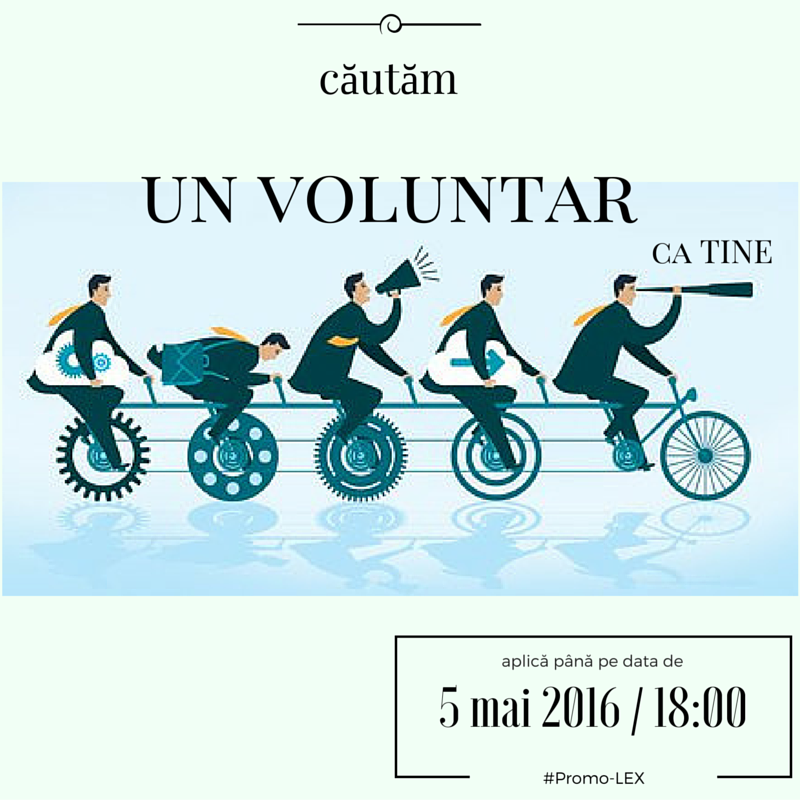 căutăm
UN VOLUNTAR
CA TINE
aplică până pe data de
5 mai 2016 / 18:00
#Promo-LEX